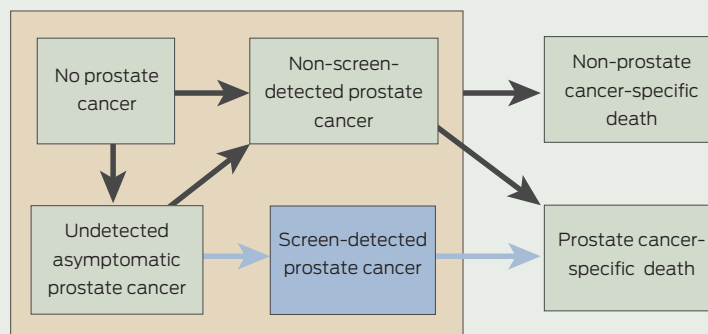 No prostate
cancer
Non-screen-
detected prostate
cancer
Non-prostate
cancer-specific
death
Undetected
asymptomatic
prostate cancer
Screen-detected
prostate cancer
Prostate cancer-
specific death